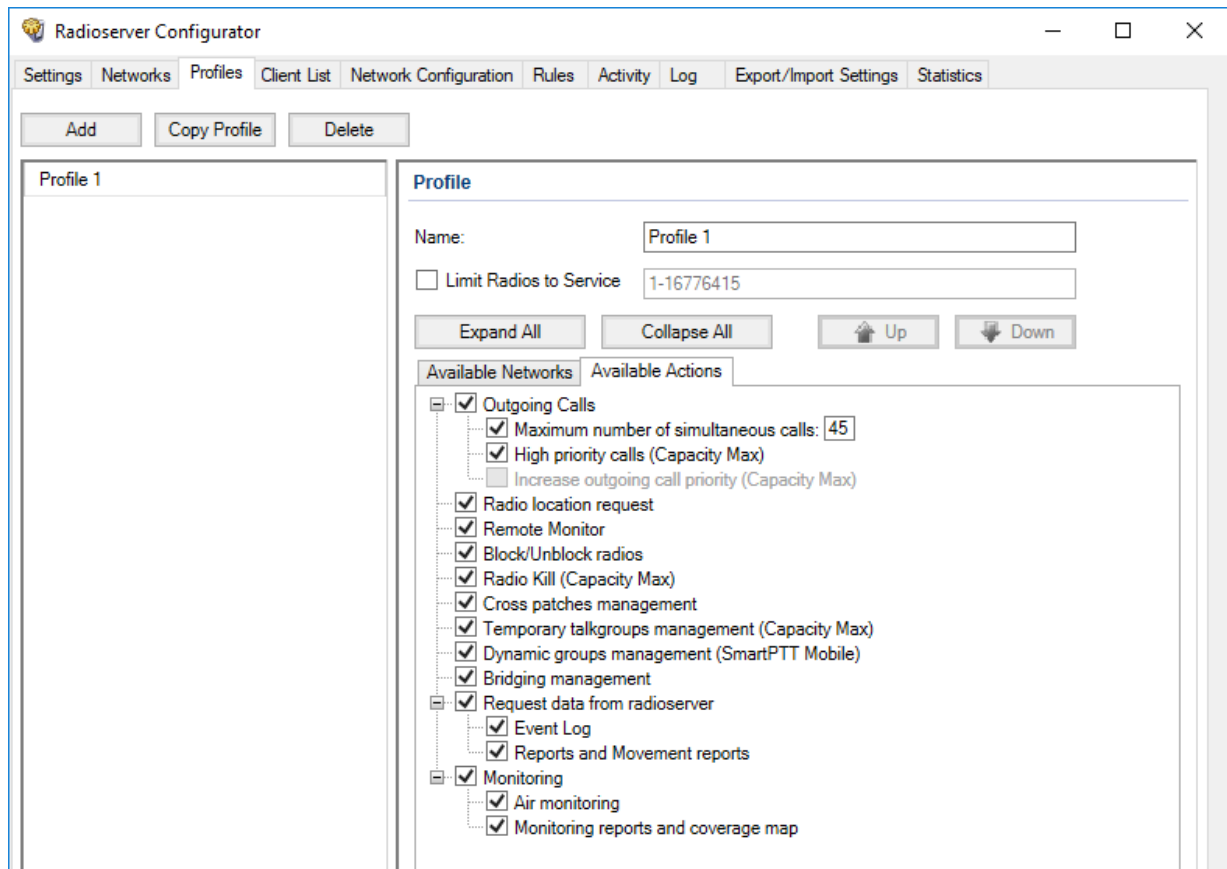 Radioserver Configurator
Settings Networks Profiles Client List Network Configuration Rules Activity Log Export/Import Settings Statistics
Add Copy Profile Delete
Profile 1
Profile
Name: Profile 1
Limit Radios to Service 1-16776415
Expand All Collapse All Up Down
Available Networks Available Actions
Outgoing Calls
Maximum number of simultaneous calls: 45
High priority calls (Capacity Max)
Increase outgoing call priority (Capacity Max)
Radio location request
Remote Monitor
Block/Unblock radios
Radio Kill (Capacity Max)
Cross patches management
Temporary talkgroups management (Capacity Max)
Dynamic groups management (SmartPTT Mobile)
Bridging management
Request data from radioserver
Event Log
Reports and Movement reports
Monitoring
Air monitoring
Monitoring reports and coverage map